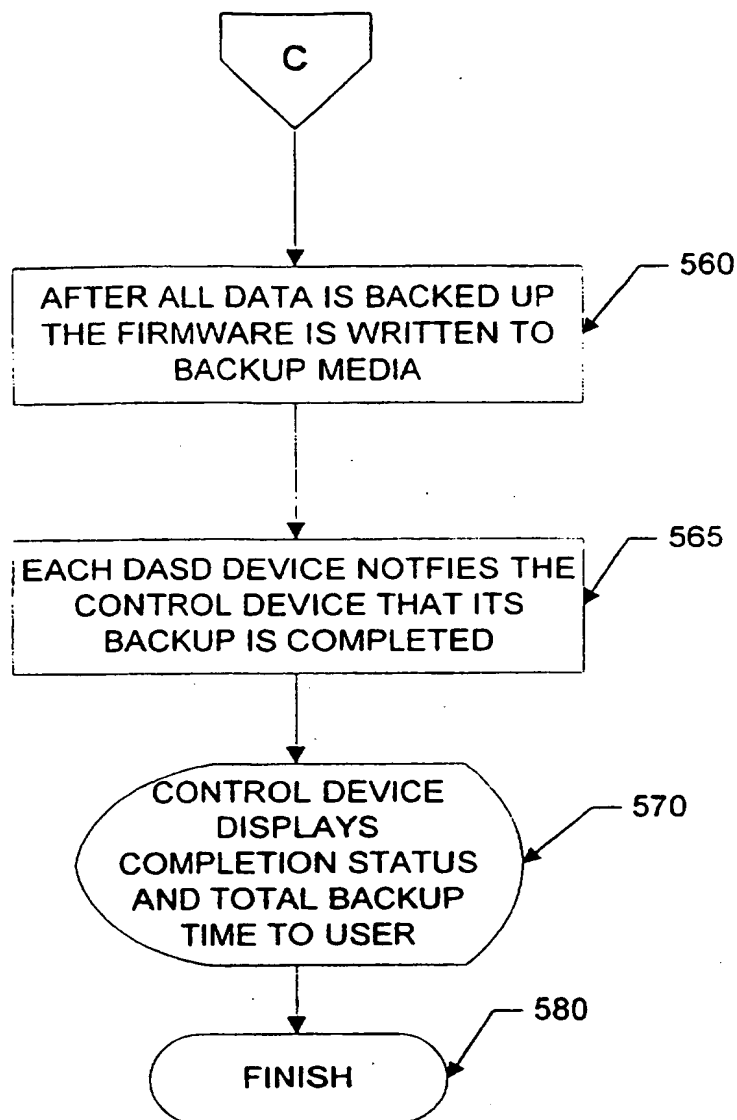 C
560
AFTER ALL DATA IS BACKED UP
THE FIRMWARE IS WRITTEN TO
BACKUP MEDIA
565
EACH DASD DEVICE NOTFIES THE
CONTROL DEVICE THAT ITS
BACKUP IS COMPLETED
570
CONTROL DEVICE
DISPLAYS
COMPLETION STATUS
AND TOTAL BACKUP
TIME TO USER
580
FINISH